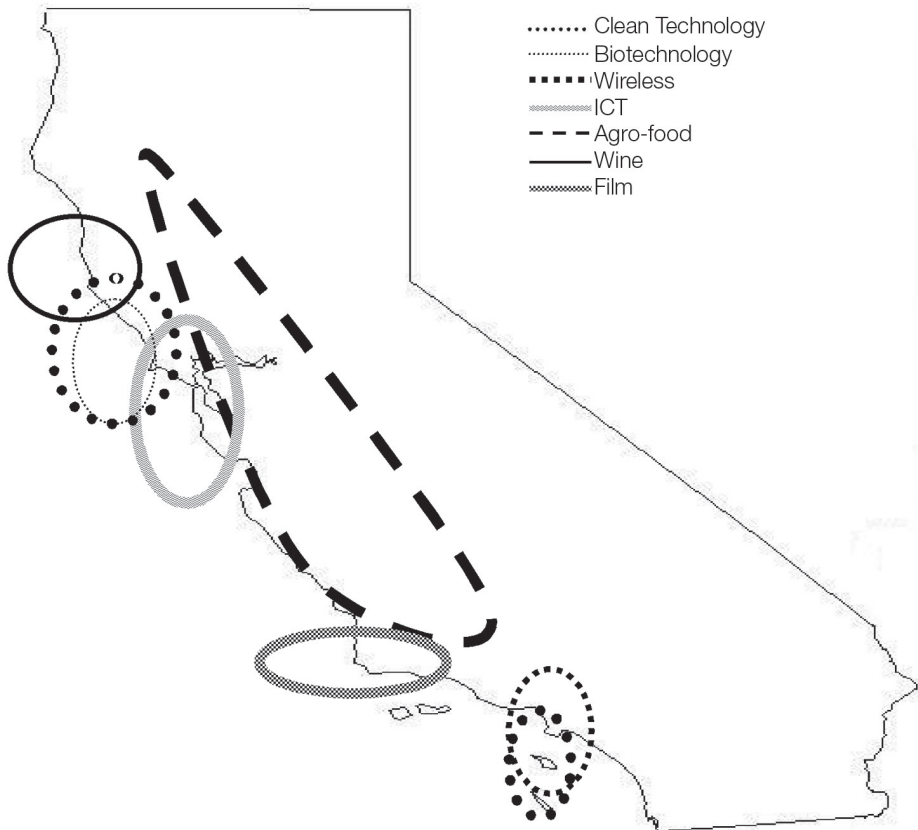 Clean Technology
Biotechnology
Wireless
ICT
Agro-food
Wine
Film